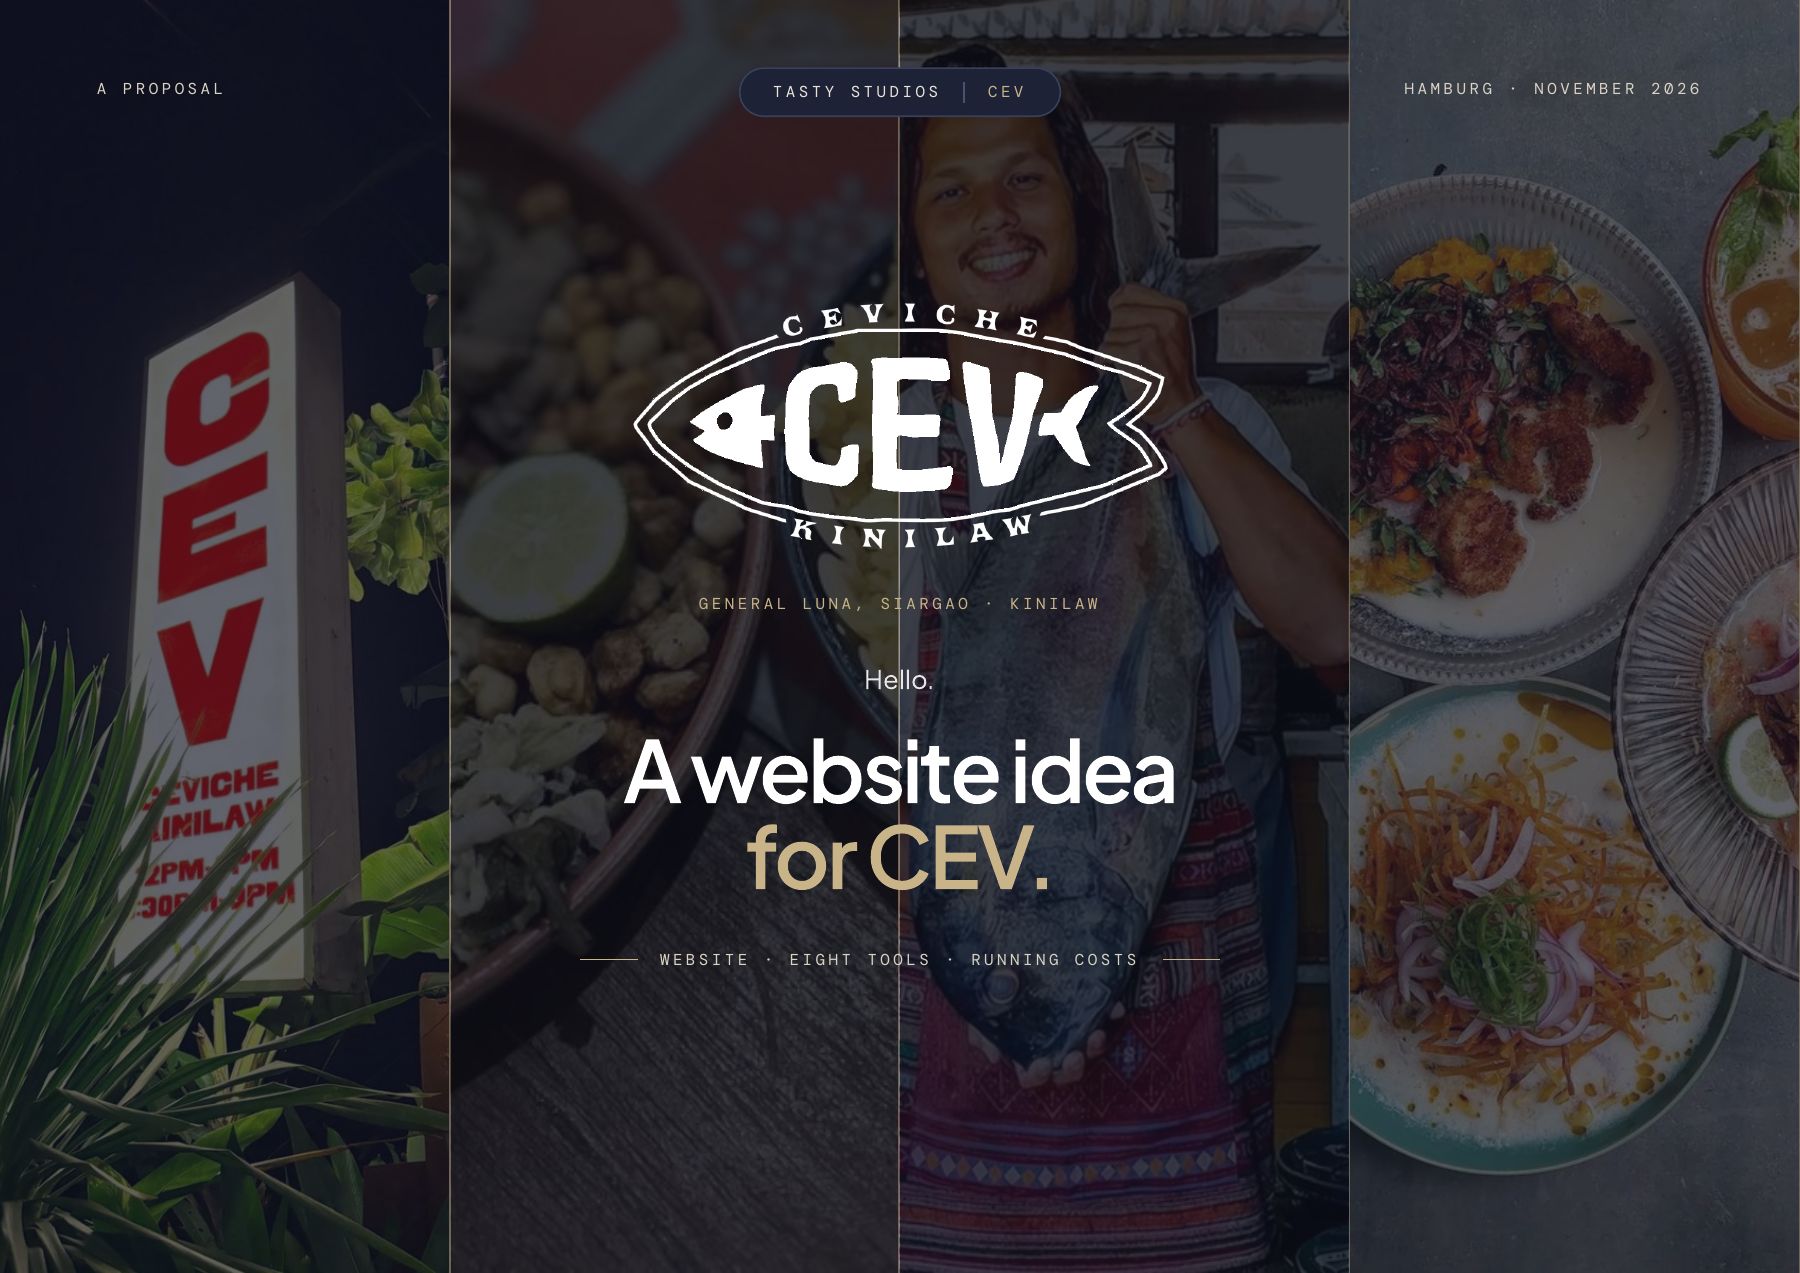 A PROPOSAL
TASTY STUDIOS | CEV
HAMBURG · NOVEMBER 2026
CEV
CEVICHE
KINILAW
CEVICHE
CEV
KINILAW
GENERAL LUNA, SIARGAO · KINILAW
Hello.
A website idea
for CEV.
WEBSITE · EIGHT TOOLS · RUNNING COSTS